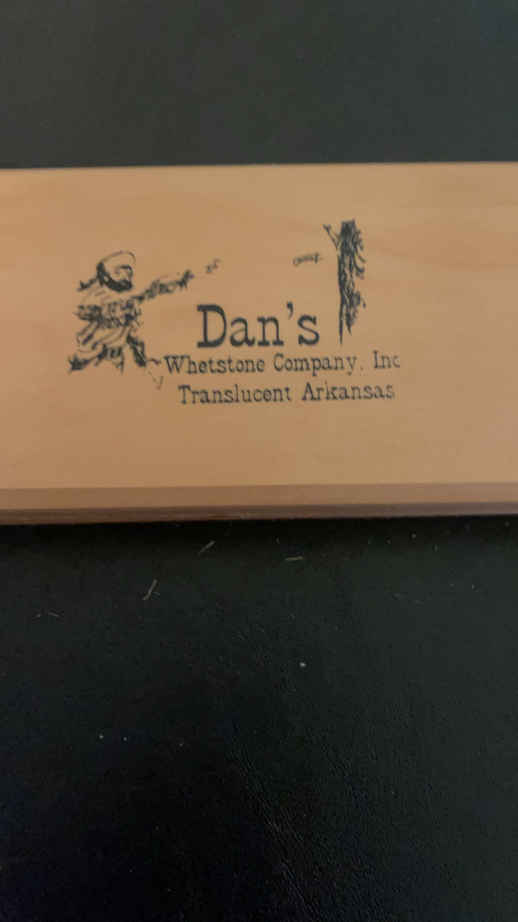 Dan's
Whetstone Company, Inc
Translucent Arkansas